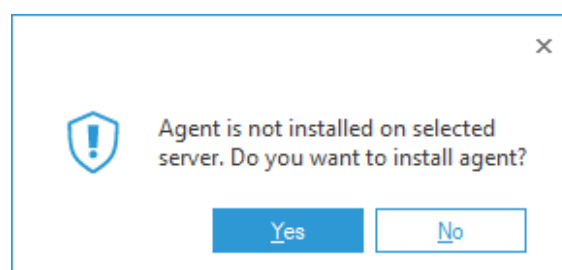 Agent is not installed on selected
server. Do you want to install agent?
Yes No